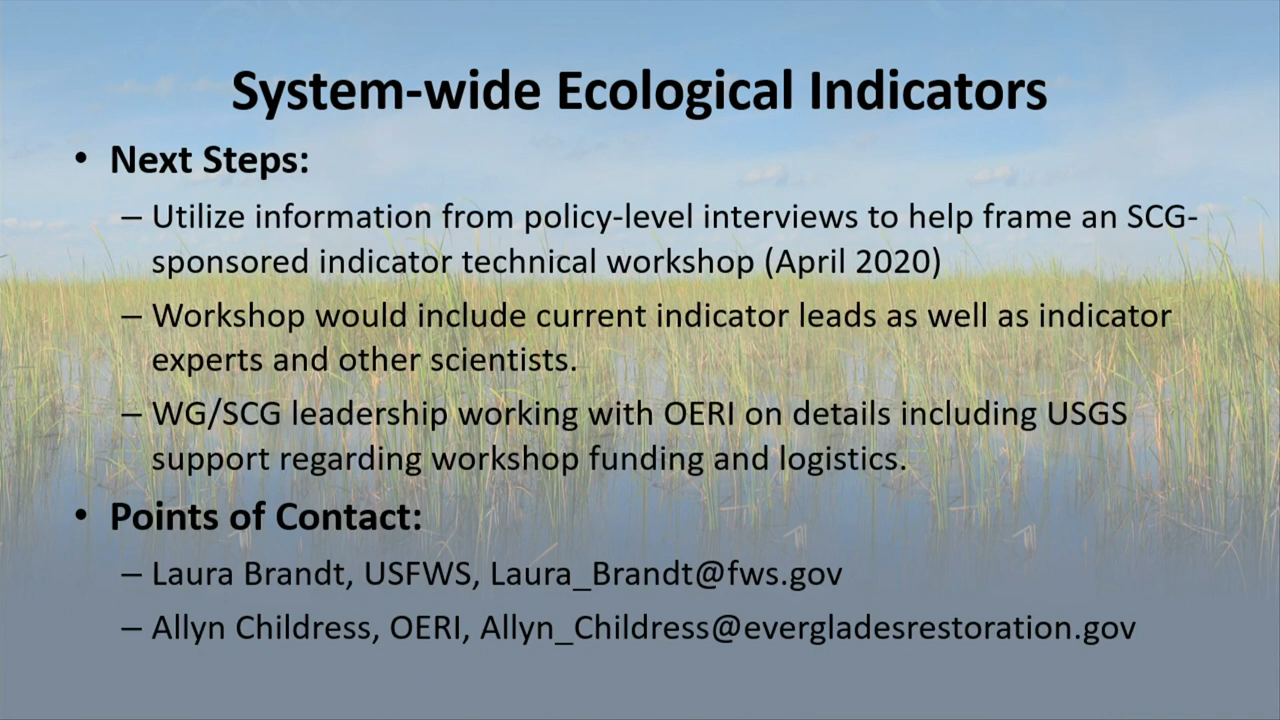 System-wide Ecological Indicators
• Next Steps:
– Utilize information from policy-level interviews to help frame an SCG-
sponsored indicator technical workshop (April 2020)
– Workshop would include current indicator leads as well as indicator
experts and other scientists.
– WG/SCG leadership working with OERI on details including USGS
support regarding workshop funding and logistics.
• Points of Contact:
– Laura Brandt, USFWS, Laura_Brandt@fws.gov
– Allyn Childress, OERI, Allyn_Childress@evergladesrestoration.gov